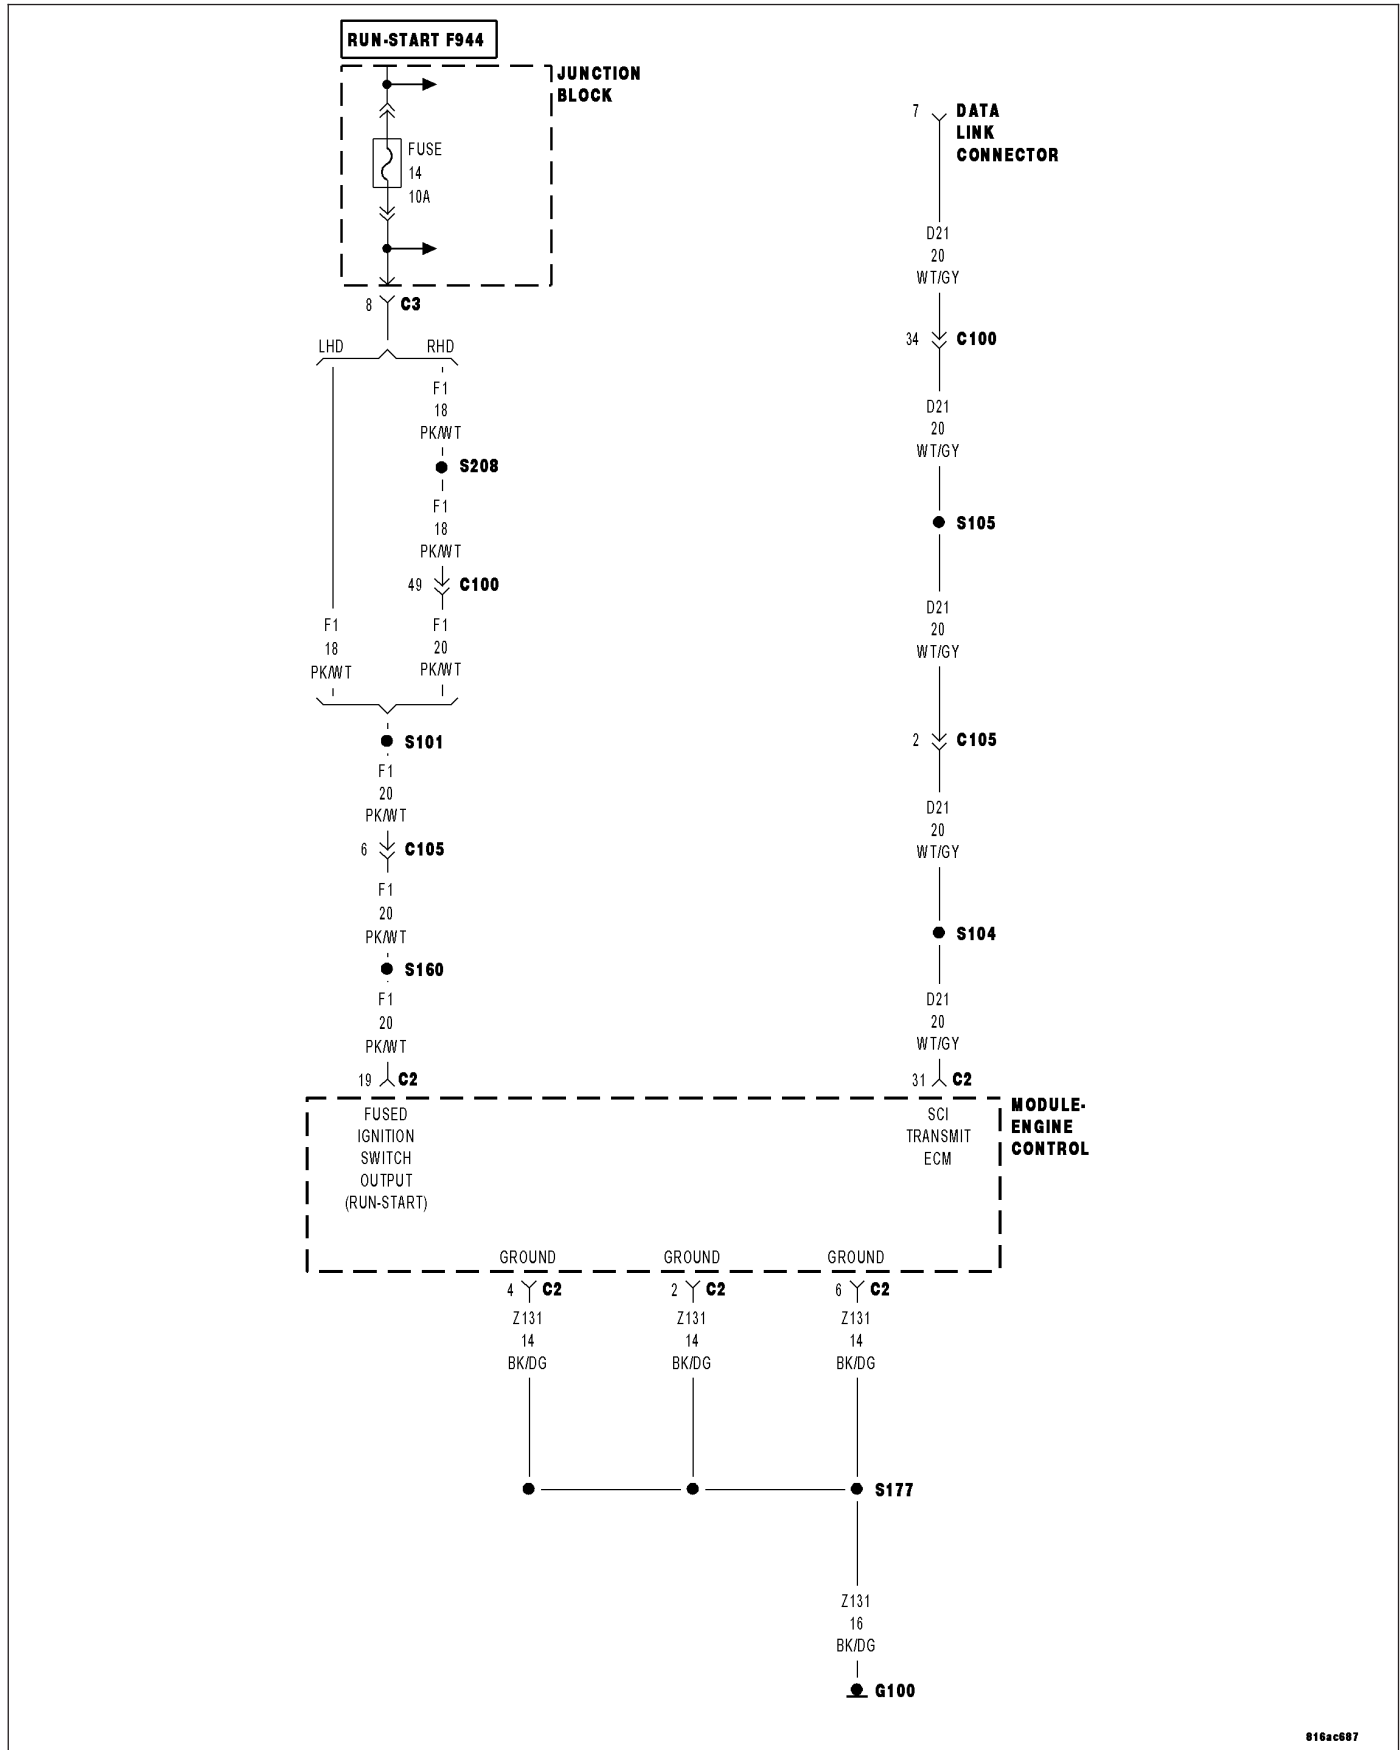 RUN-START F944
JUNCTION
BLOCK
FUSE
14
10A
8
C3
LHD
RHD
F1
18
PK/WT
S208
F1
18
PK/WT
49
C100
F1
18
PK/WT
F1
20
PK/WT
S101
F1
20
PK/WT
6
C105
F1
20
PK/WT
S160
F1
20
PK/WT
19
C2
7
DATA
LINK
CONNECTOR
D21
20
WT/GY
34
C100
D21
20
WT/GY
S105
D21
20
WT/GY
2
C105
D21
20
WT/GY
S104
D21
20
WT/GY
31
C2
FUSED
IGNITION
SWITCH
OUTPUT
(RUN-START)
SCI
TRANSMIT
ECM
MODULE-
ENGINE
CONTROL
GROUND
GROUND
GROUND
4
C2
2
C2
6
C2
Z131
14
BK/DG
Z131
14
BK/DG
Z131
14
BK/DG
S177
Z131
16
BK/DG
G100
816ac687